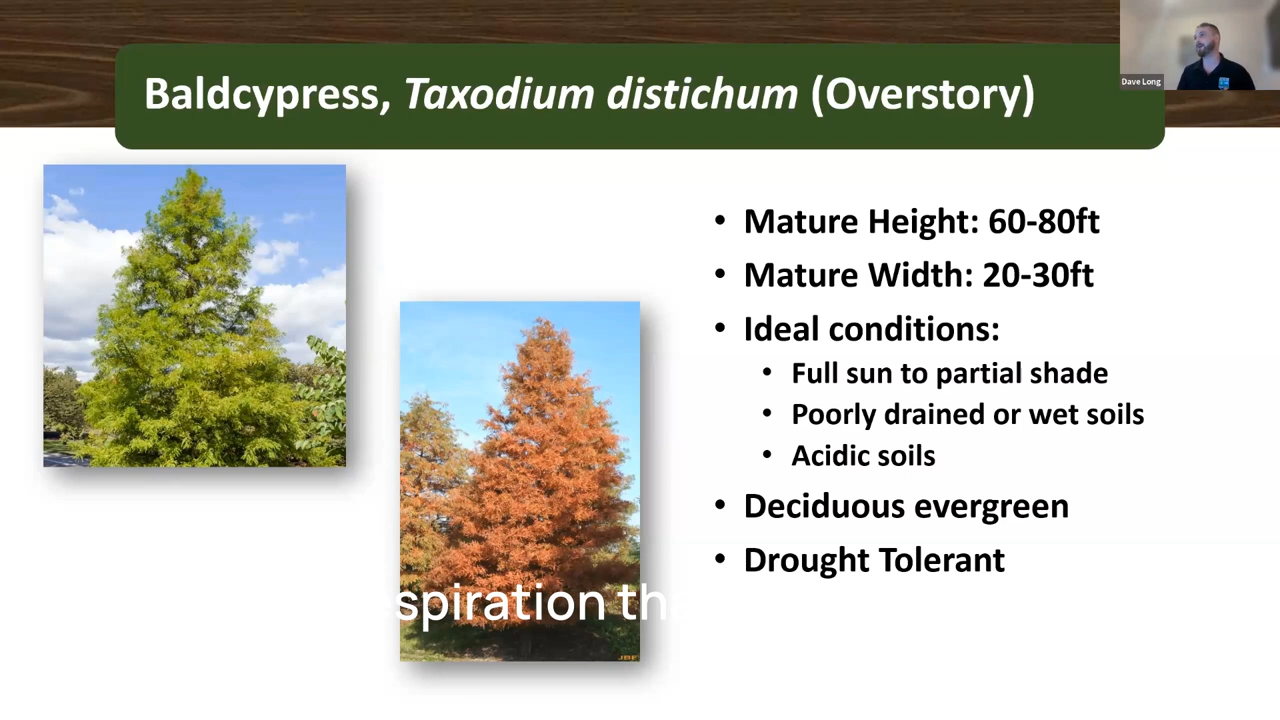 Baldcypress, Taxodium distichum (Overstory)
Dave Long
• Mature Height: 60-80ft
• Mature Width: 20-30ft
• Ideal conditions:
• Full sun to partial shade
• Poorly drained or wet soils
• Acidic soils
• Deciduous evergreen
• Drought Tolerant
JBF